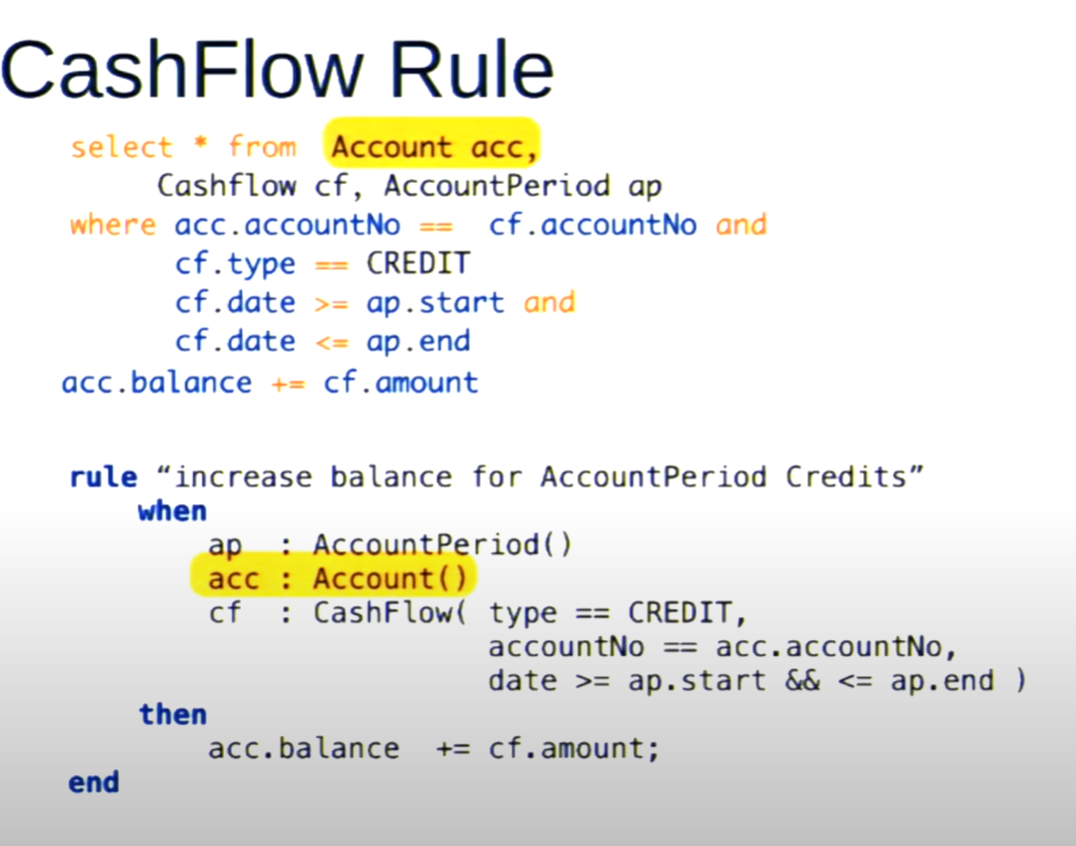 CashFlow Rule
select * from Account acc,
Cashflow cf, AccountPeriod ap
where acc.accountNo == cf.accountNo and
cf.type == CREDIT
cf.date >= ap.start and
cf.date <= ap.end
acc.balance += cf.amount
rule “increase balance for AccountPeriod Credits”
when
ap : AccountPeriod()
acc : Account()
cf : CashFlow( type == CREDIT,
accountNo == acc.accountNo,
date >= ap.start && <= ap.end )
then
acc.balance += cf.amount;
end